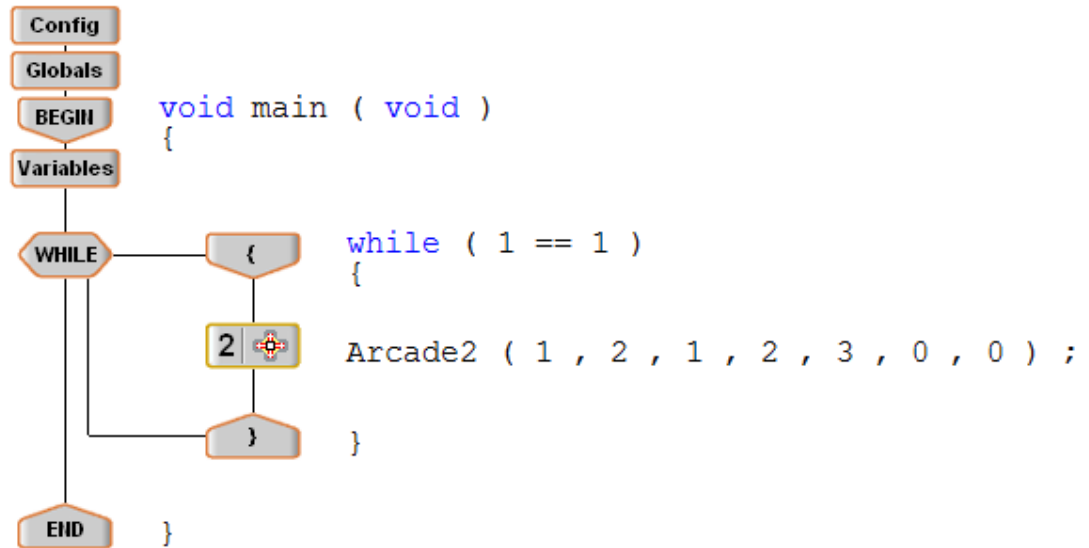 Config
Globals
BEGIN void main ( void )
{
Variables
WHILE { while ( 1 == 1 )
{
2 Arcade2 ( 1 , 2 , 1 , 2 , 3 , 0 , 0 ) ;
} }
END }